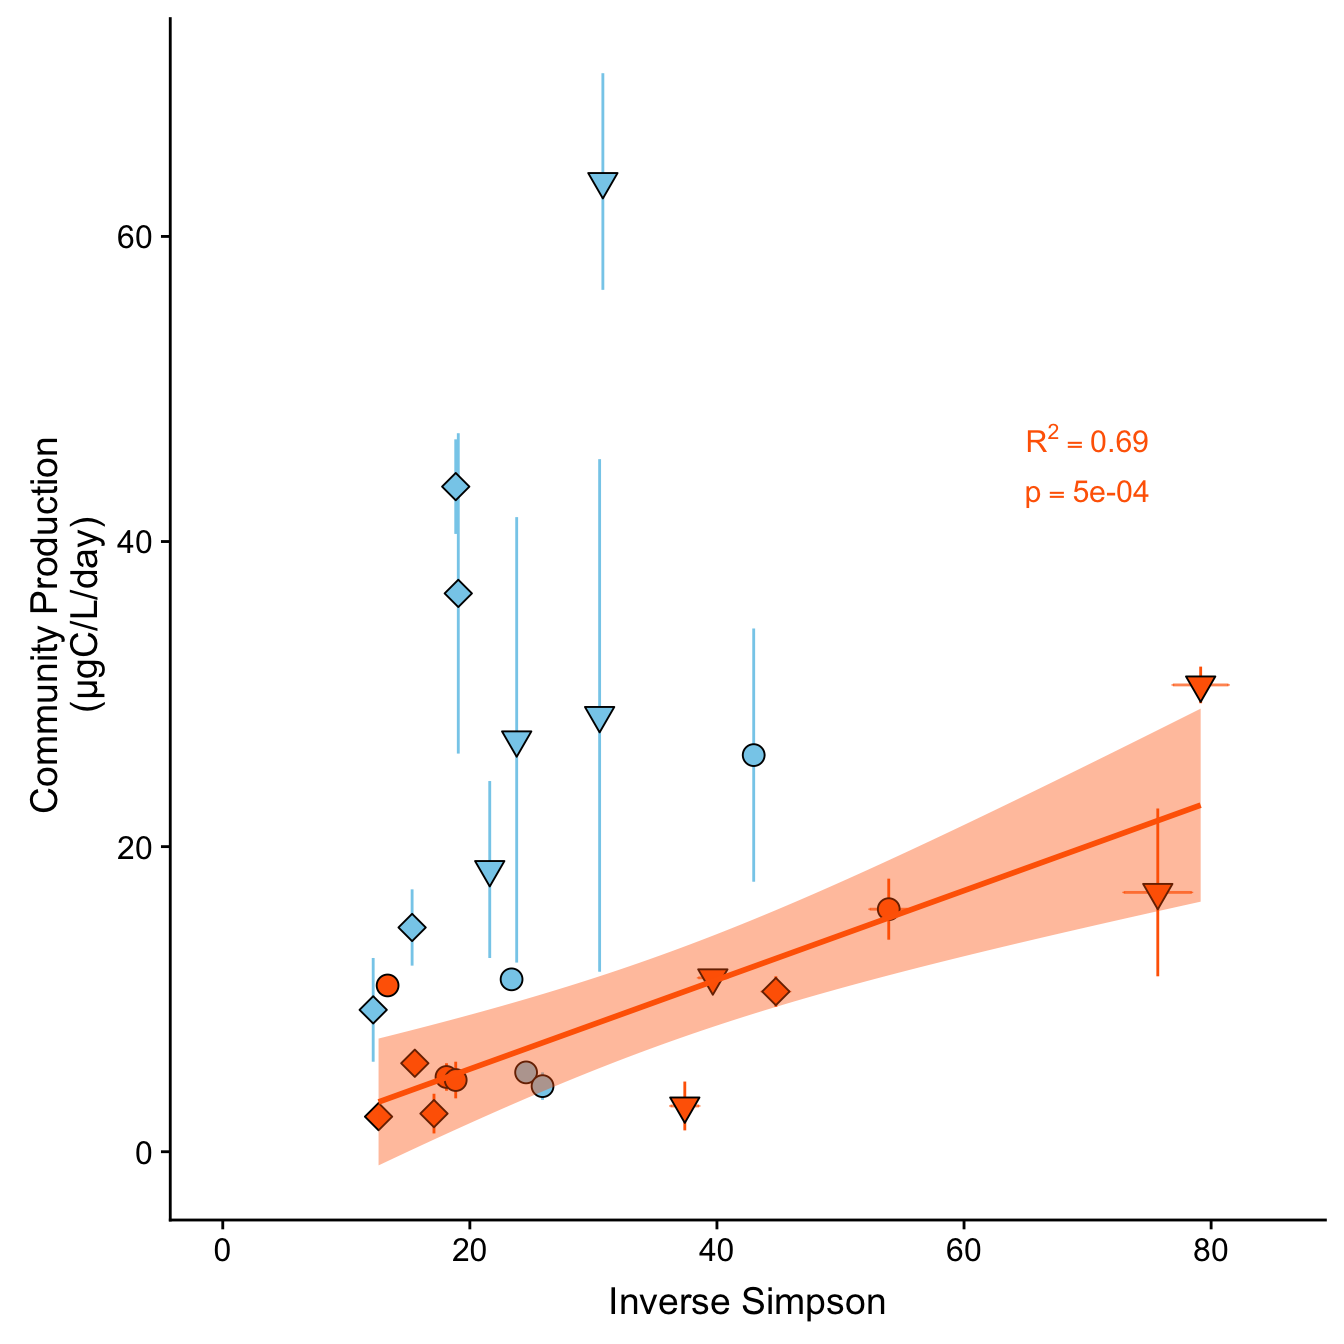 60
40
20
0
Community Production
(µgC/L/day)
R² = 0.69
p = 5e-04
0 20 40 60 80
Inverse Simpson